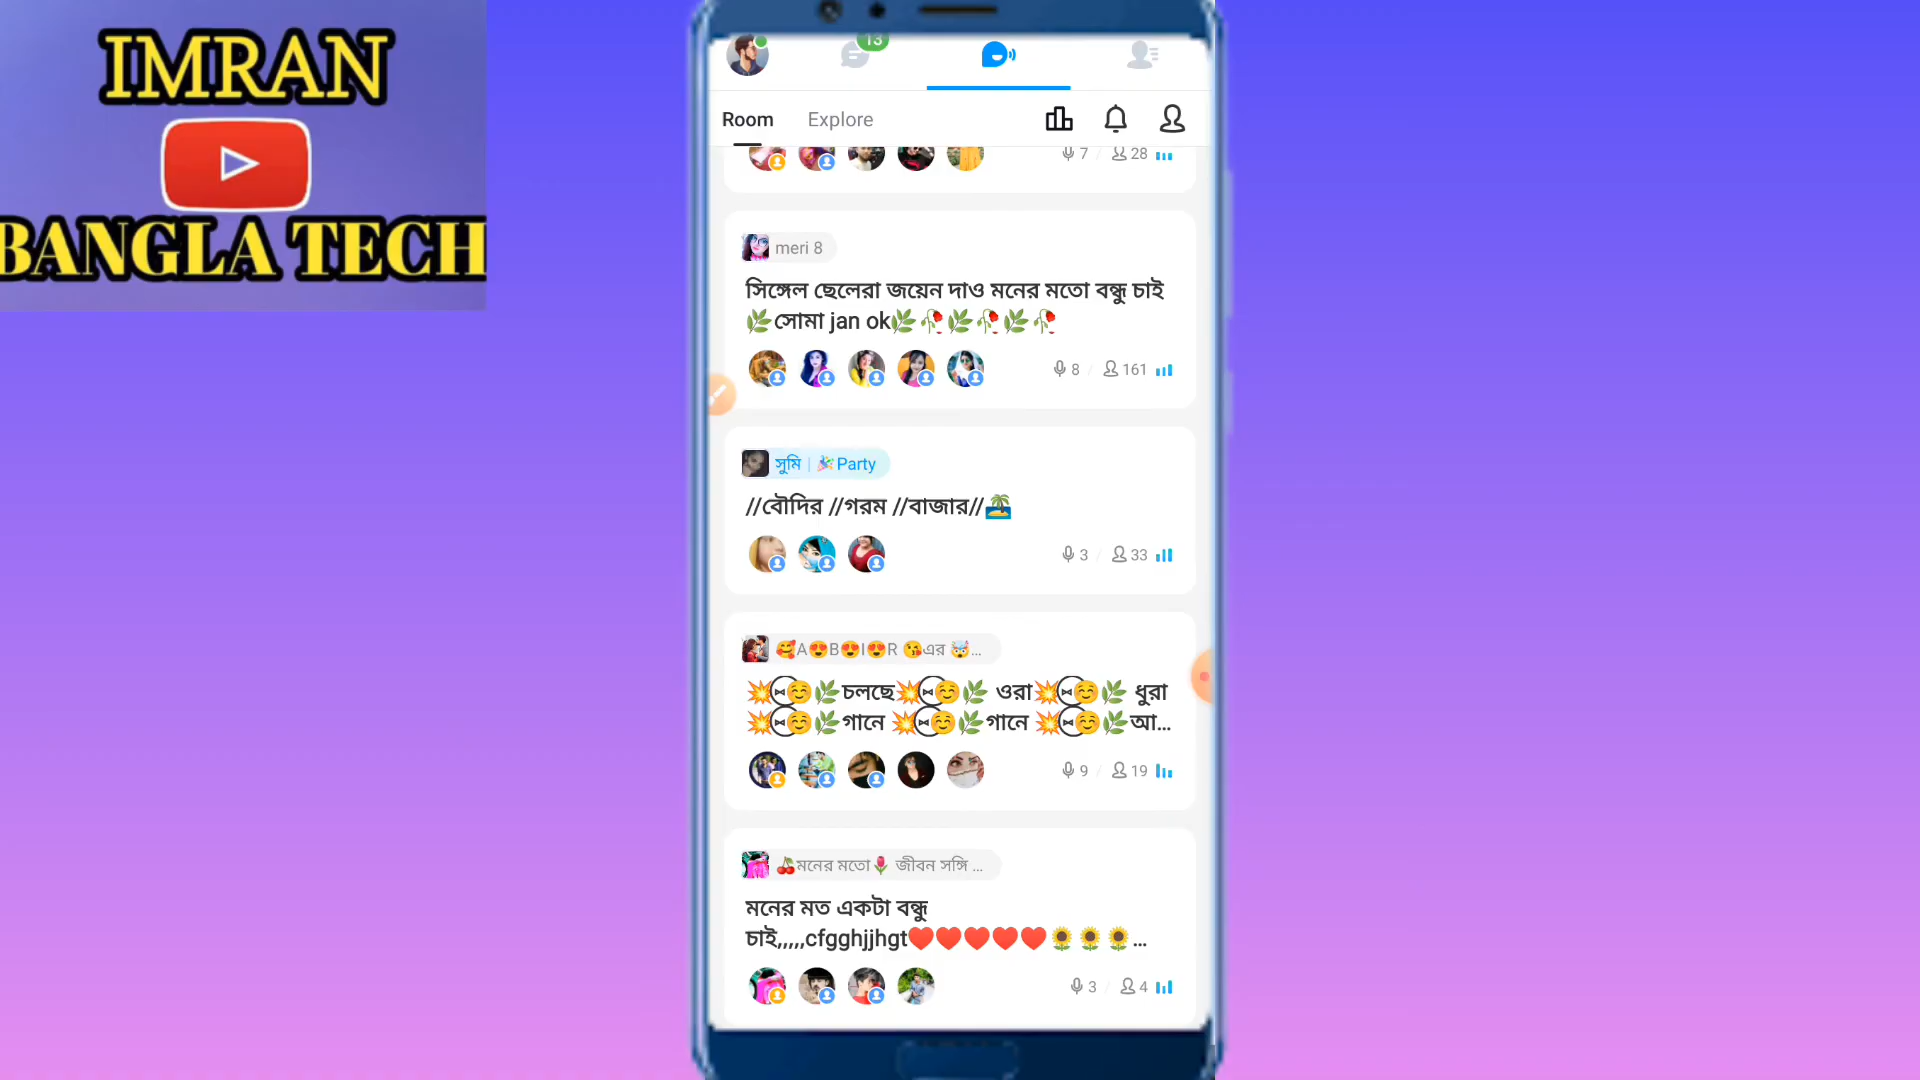 IMRAN
BANGLA TECH
13
Room Explore
7 / 28
meri 8
সিঙ্গেল ছেলেরা জয়েন দাও মনের মতো বন্ধু চাই
🌿সোমা jan ok🌿🥀🌿🥀🌿🥀
8 / 161
সুমি | 🎉Party
//বৌদির //গরম //বাজার//🏝️
3 / 33
🥰A😍B😍I😍R 😘এর 🤯...
💥⋈☺️🌿চলছে💥⋈☺️🌿 ওরা💥⋈☺️🌿 ধুরা
💥⋈☺️🌿গানে 💥⋈☺️🌿গানে 💥⋈☺️🌿আ...
9 / 19
🍒মনের মতো🌷 জীবন সঙ্গি ...
মনের মত একটা বন্ধু
চাই,,,,,cfgghjjhgt♥️♥️♥️♥️♥️🌻🌻🌻...
3 / 4